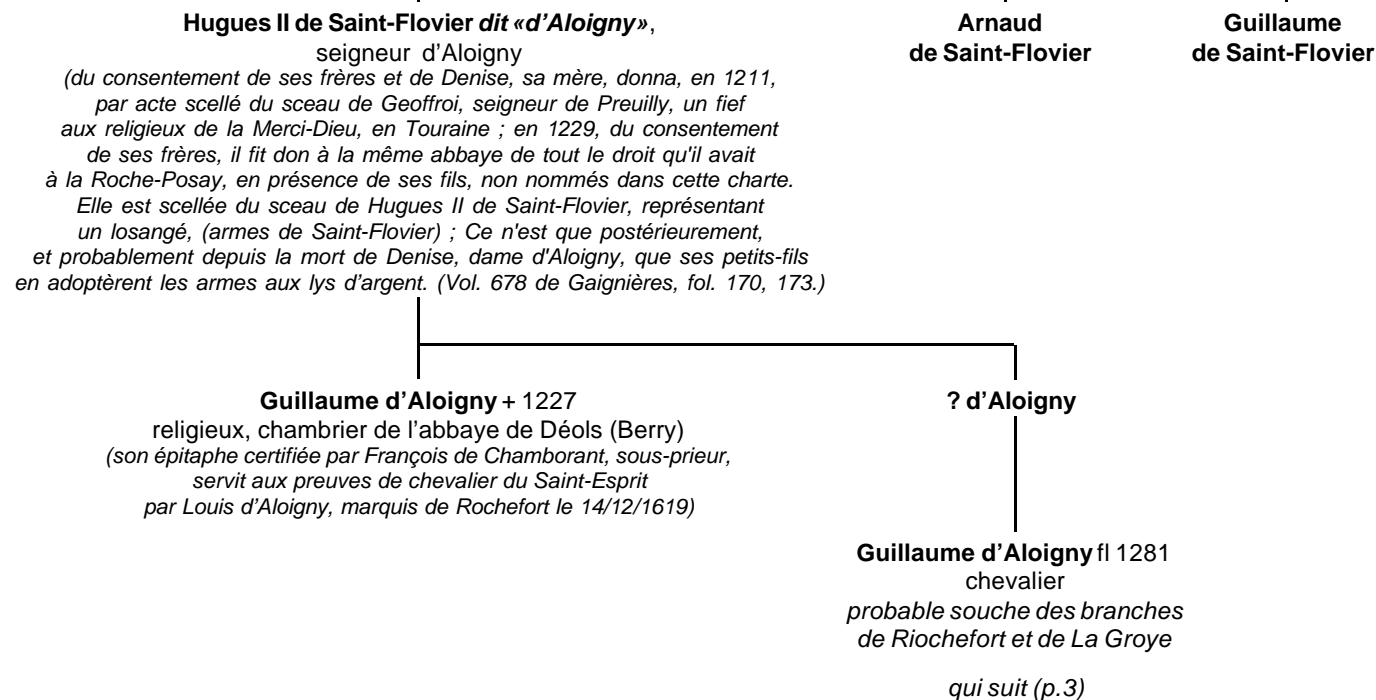 Hugues II de Saint-Flovier dit «d’Aloigny»,
seigneur d’Aloigny
(du consentement de ses frères et de Denise, sa mère, donna, en 1211,
par acte scellé du sceau de Geoffroi, seigneur de Preuilly, un fief
aux religieux de la Merci-Dieu, en Touraine ; en 1229, du consentement
de ses frères, il fit don à la même abbaye de tout le droit qu'il avait
à la Roche-Posay, en présence de ses fils, non nommés dans cette charte.
Elle est scellée du sceau de Hugues II de Saint-Flovier, représentant
un losangé, (armes de Saint-Flovier) ; Ce n'est que postérieurement,
et probablement depuis la mort de Denise, dame d'Aloigny, que ses petits-fils
en adoptèrent les armes aux lys d’argent. (Vol. 678 de Gaignières, fol. 170, 173.)
Arnaud
de Saint-Flovier
Guillaume
de Saint-Flovier
Guillaume d’Aloigny + 1227
religieux, chambrier de l’abbaye de Déols (Berry)
(son épitaphe certifiée par François de Chamborant, sous-prieur,
servit aux preuves de chevalier du Saint-Esprit
par Louis d’Aloigny, marquis de Rochefort le 14/12/1619)
? d’Aloigny
Guillaume d’Aloigny fl 1281
chevalier
probable souche des branches
de Riochefort et de La Groye
qui suit (p.3)